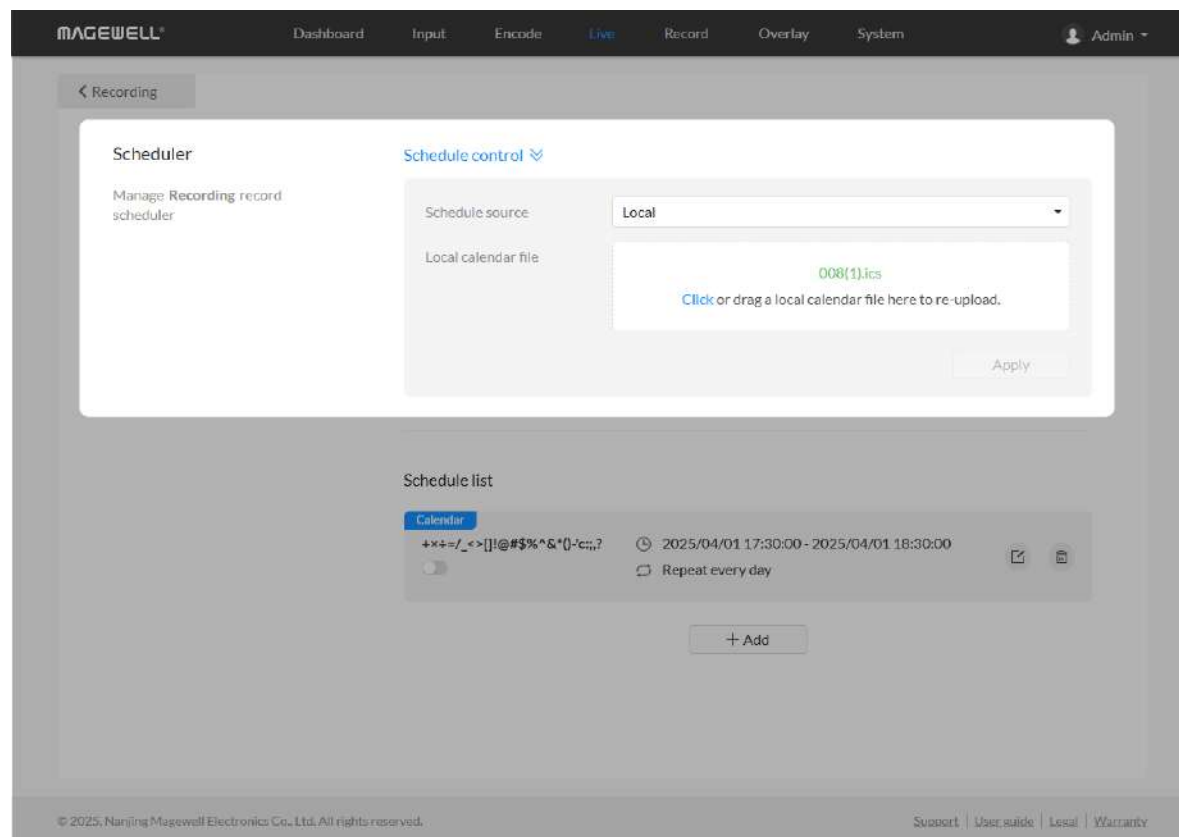 MAGEWELL®
Dashboard Input Encode Live Record Overlay System Admin
Recording
Scheduler
Manage Recording record
scheduler
Schedule control
Schedule source Local
Local calendar file
008(1).ics
Click or drag a local calendar file here to re-upload.
Apply
Schedule list
Calendar
+×÷=/_<>[]!@#$%^&*()-'c:;,?
2025/04/01 17:30:00 - 2025/04/01 18:30:00
Repeat every day
+ Add
© 2025, Nanjing Magewell Electronics Co., Ltd. All rights reserved.
Support | User guide | Legal | Warranty